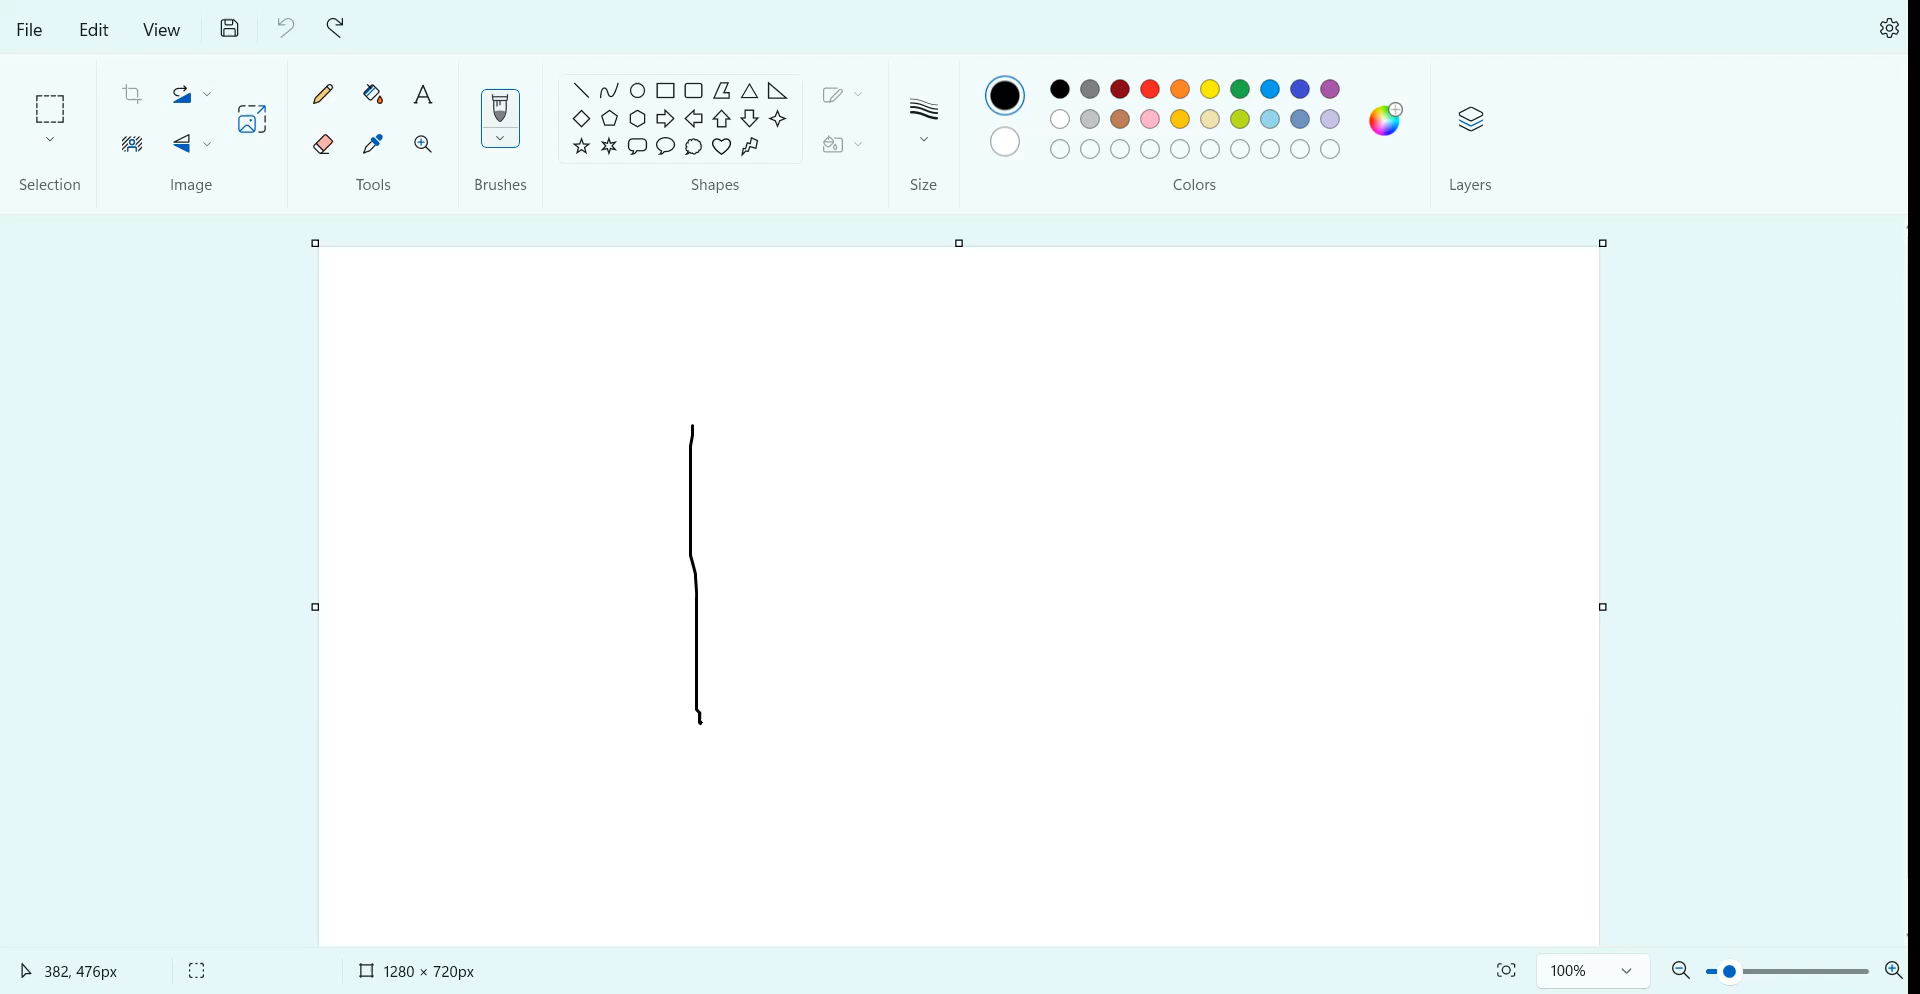 File Edit View
Selection Image Tools Brushes Shapes Size Colors Layers
382, 476px 1280 × 720px 100%